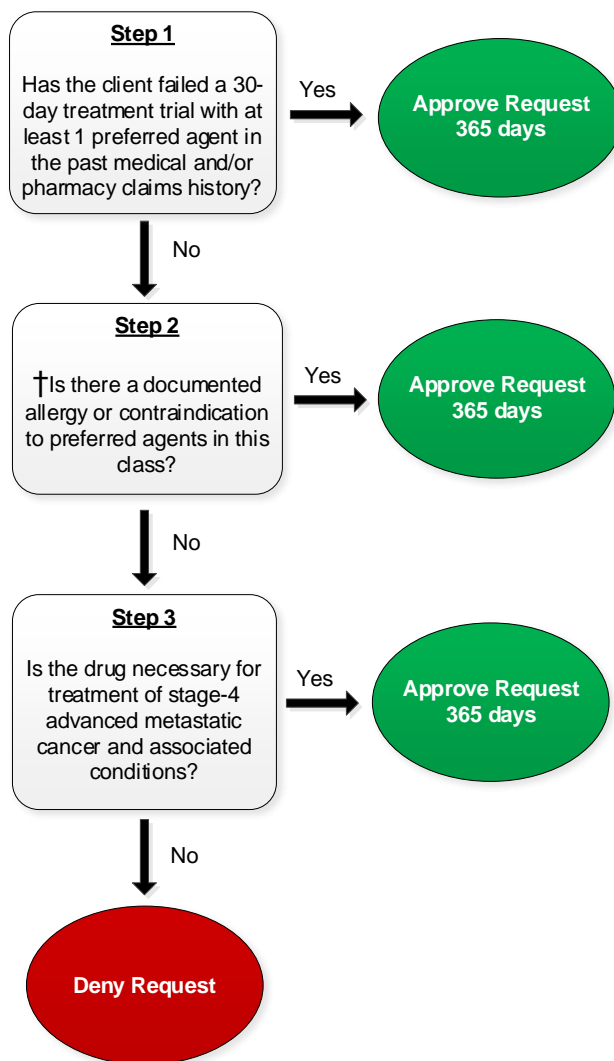 Step 1
Has the client failed a 30-
day treatment trial with at
least 1 preferred agent in
the past medical and/or
pharmacy claims history?
Yes
Approve Request
365 days
No
Step 2
†Is there a documented
allergy or contraindication
to preferred agents in this
class?
Yes
Approve Request
365 days
No
Step 3
Is the drug necessary for
treatment of stage-4
advanced metastatic
cancer and associated
conditions?
Yes
Approve Request
365 days
No
Deny Request